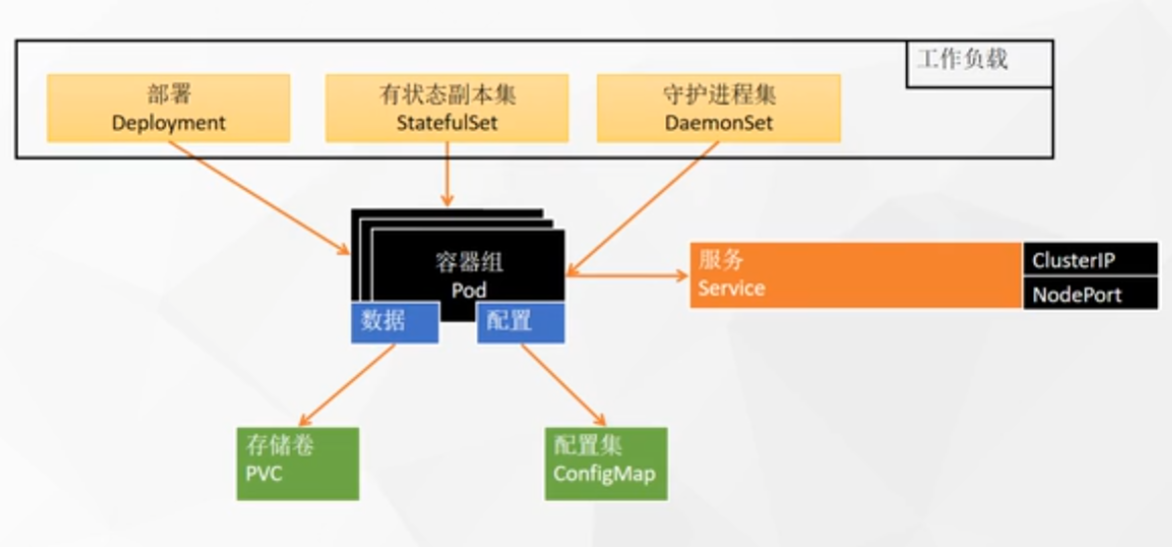 工作负载
部署
Deployment
有状态副本集
StatefulSet
守护进程集
DaemonSet
容器组
Pod
数据
配置
服务
Service
ClusterIP
NodePort
存储卷
PVC
配置集
ConfigMap